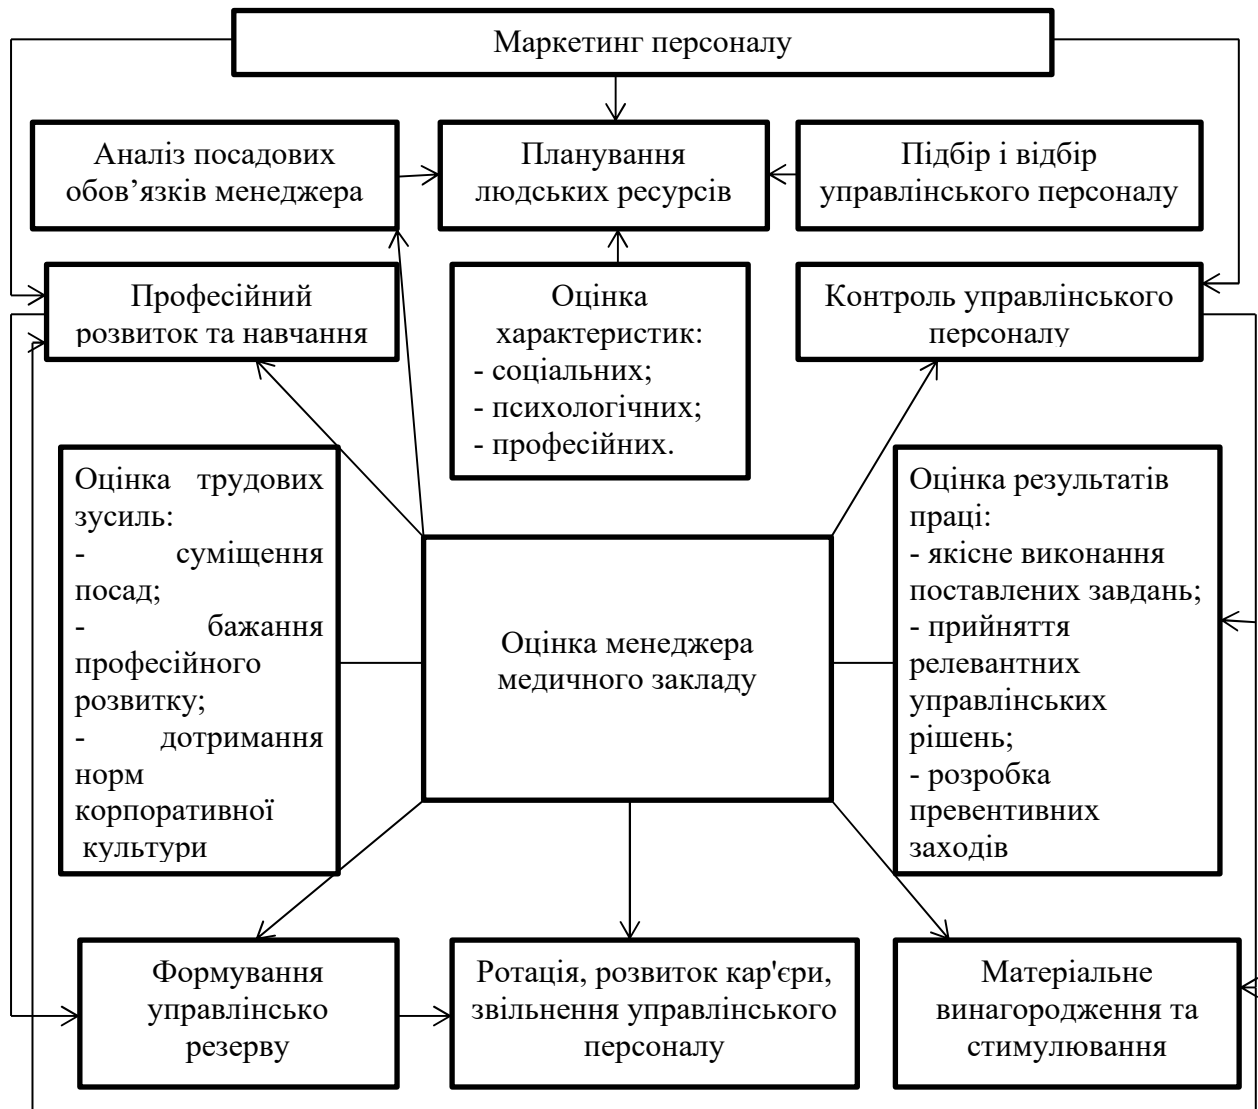 Маркетинг персоналу
Аналіз посадових
обов’язків менеджера
Планування
людських ресурсів
Підбір і відбір
управлінського персоналу
Професійний
розвиток та навчання
Оцінка
характеристик:
- соціальних;
- психологічних;
- професійних.
Контроль управлінського
персоналу
Оцінка трудових
зусиль:
- суміщення
посад;
- бажання
професійного
розвитку;
- дотримання
норм
корпоративної
культури
Оцінка менеджера
медичного закладу
Оцінка результатів
праці:
- якісне виконання
поставлених завдань;
- прийняття
релевантних
управлінських
рішень;
- розробка
превентивних
заходів
Формування
управлінсько
резерву
Ротація, розвиток кар'єри,
звільнення управлінського
персоналу
Матеріальне
винагородження та
стимулювання